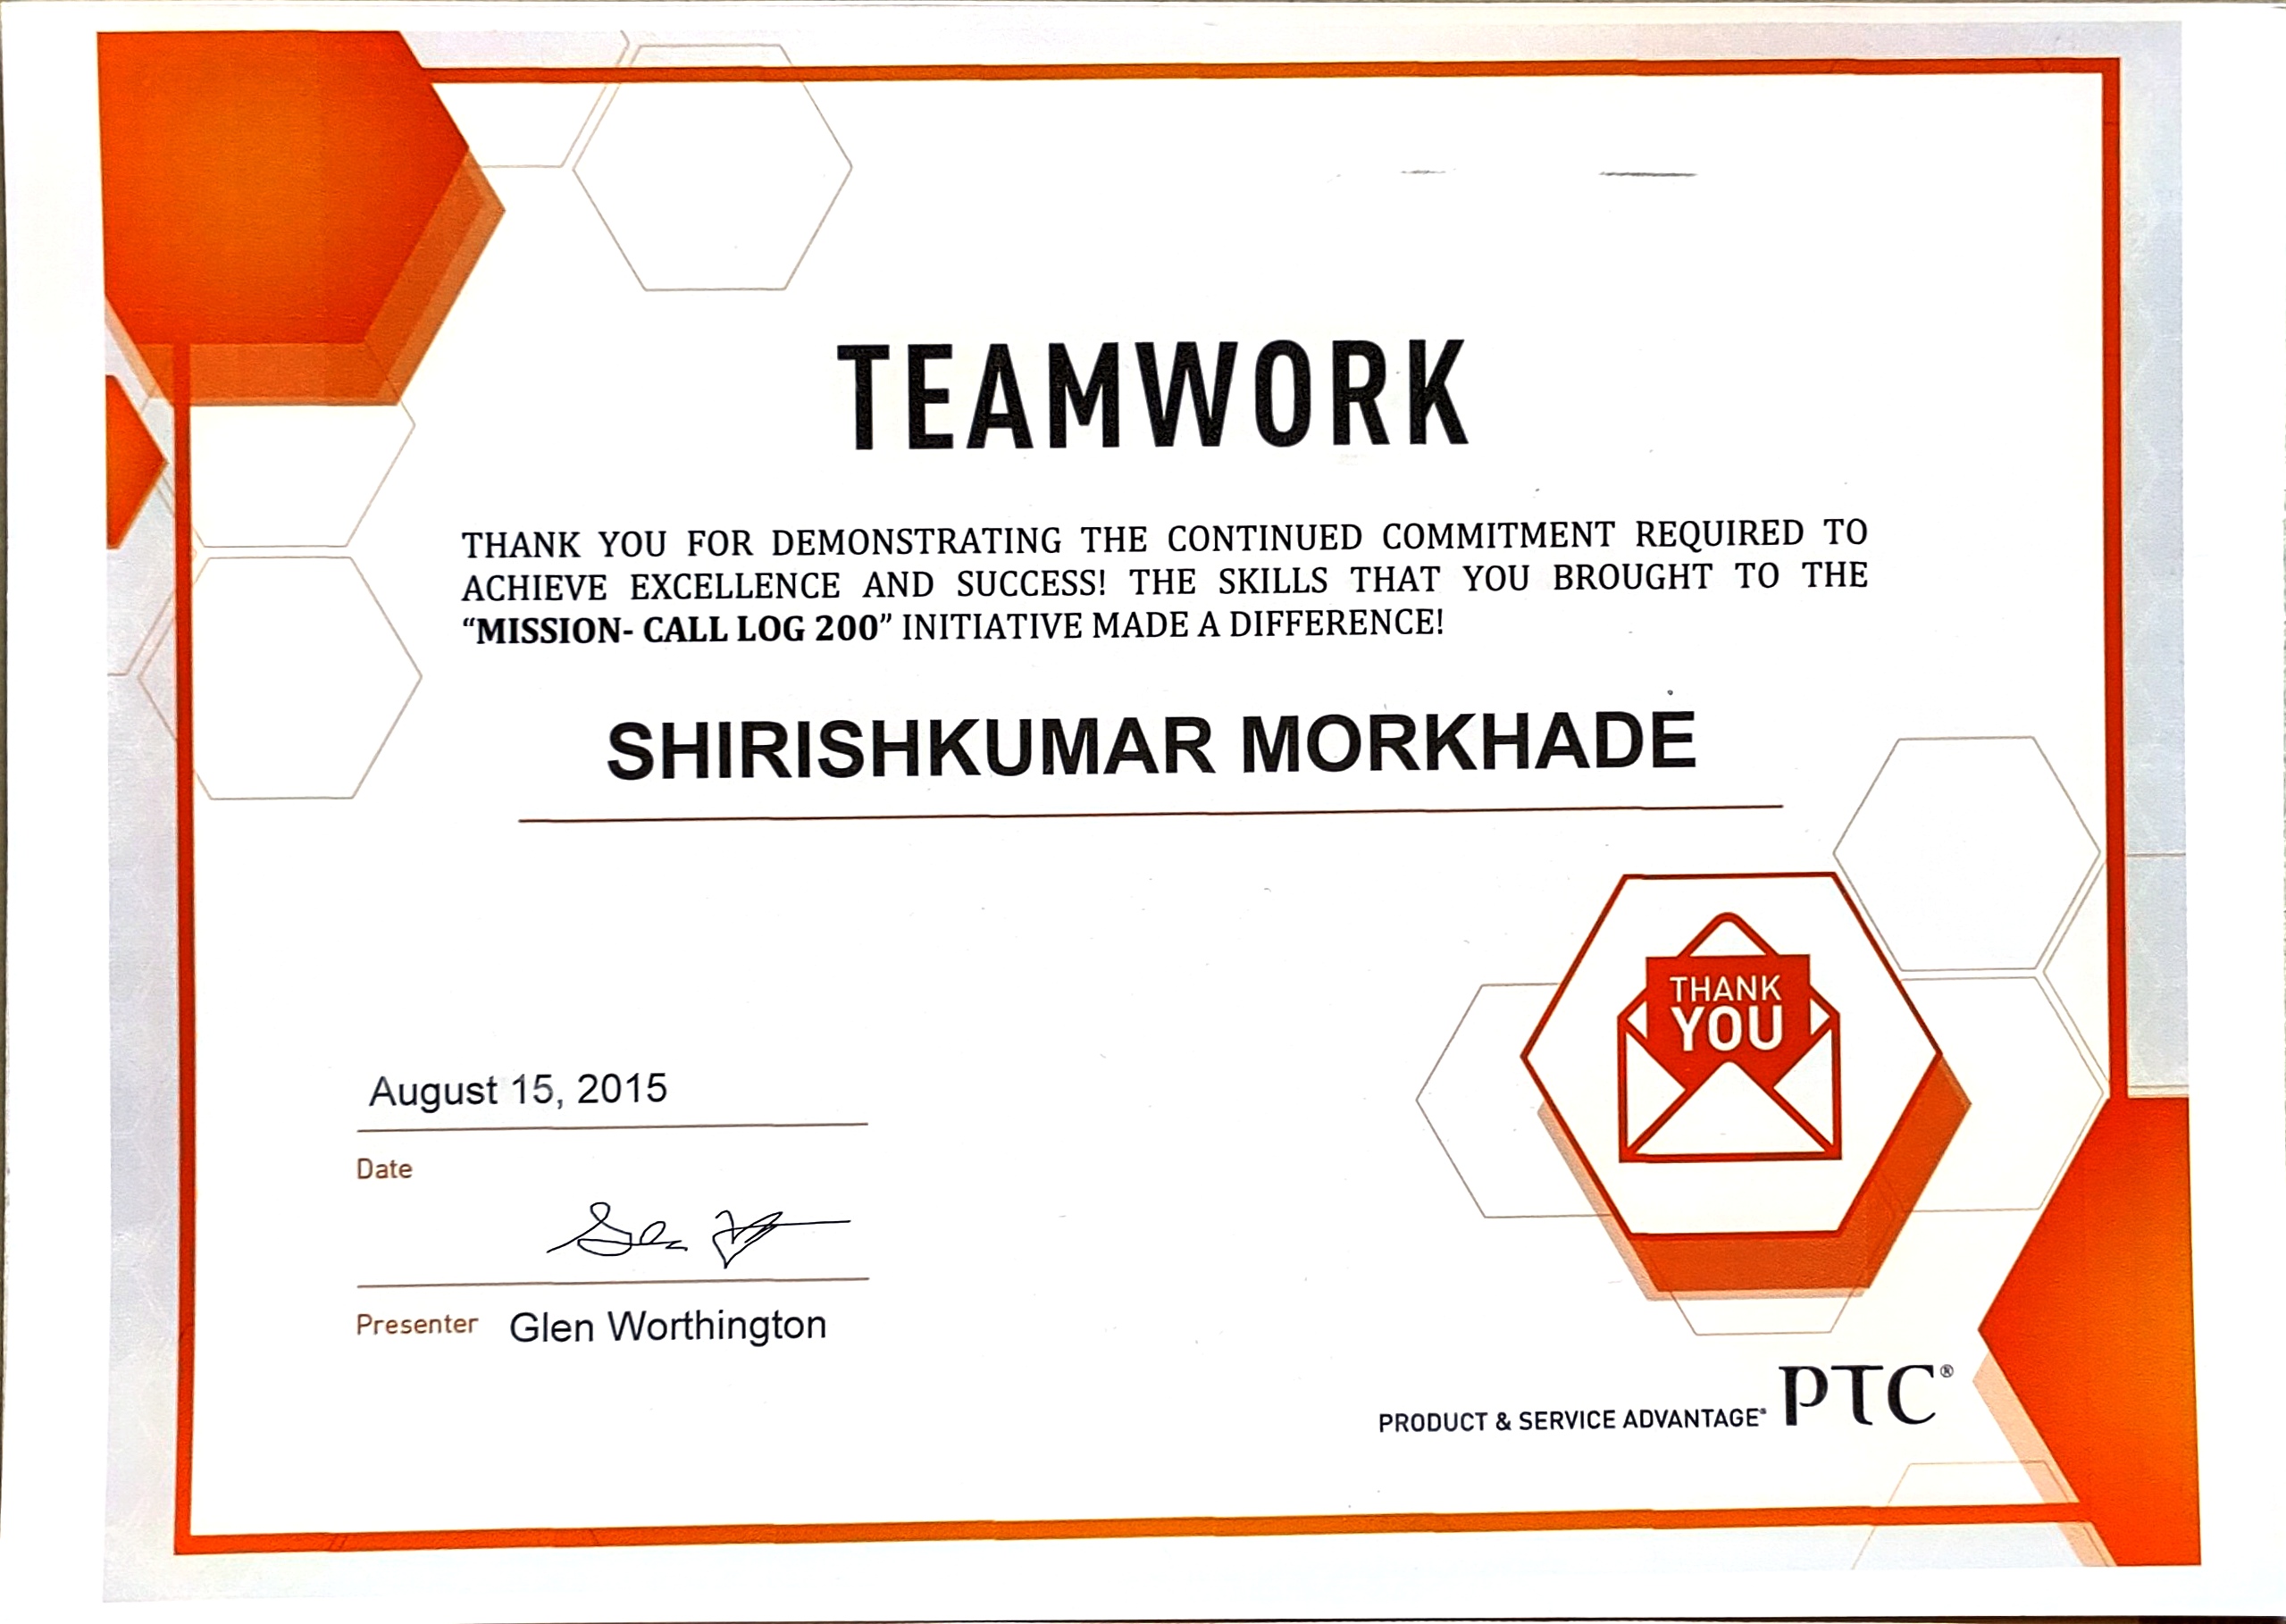 TEAMWORK
THANK YOU FOR DEMONSTRATING THE CONTINUED COMMITMENT REQUIRED TO
ACHIEVE EXCELLENCE AND SUCCESS! THE SKILLS THAT YOU BROUGHT TO THE
“MISSION- CALL LOG 200” INITIATIVE MADE A DIFFERENCE!
SHIRISHKUMAR MORKHADE
THANK
YOU
August 15, 2015
Date
Presenter Glen Worthington
PRODUCT & SERVICE ADVANTAGE® PTC®